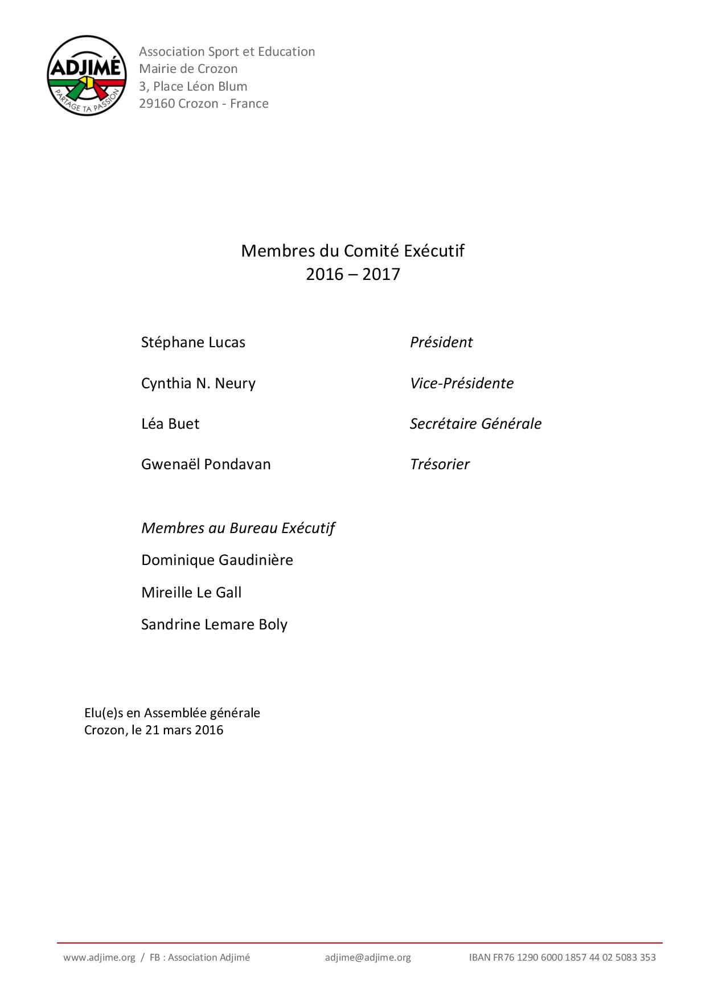 ADJIMÉ
PARTAGE TA PASSION
Association Sport et Education
Mairie de Crozon
3, Place Léon Blum
29160 Crozon - France
Membres du Comité Exécutif
2016 – 2017
Stéphane Lucas Président
Cynthia N. Neury Vice-Présidente
Léa Buet Secrétaire Générale
Gwenaël Pondavan Trésorier
Membres au Bureau Exécutif
Dominique Gaudinière
Mireille Le Gall
Sandrine Lemare Boly
Elu(e)s en Assemblée générale
Crozon, le 21 mars 2016
www.adjime.org / FB : Association Adjimé adjime@adjime.org IBAN FR76 1290 6000 1857 44 02 5083 353